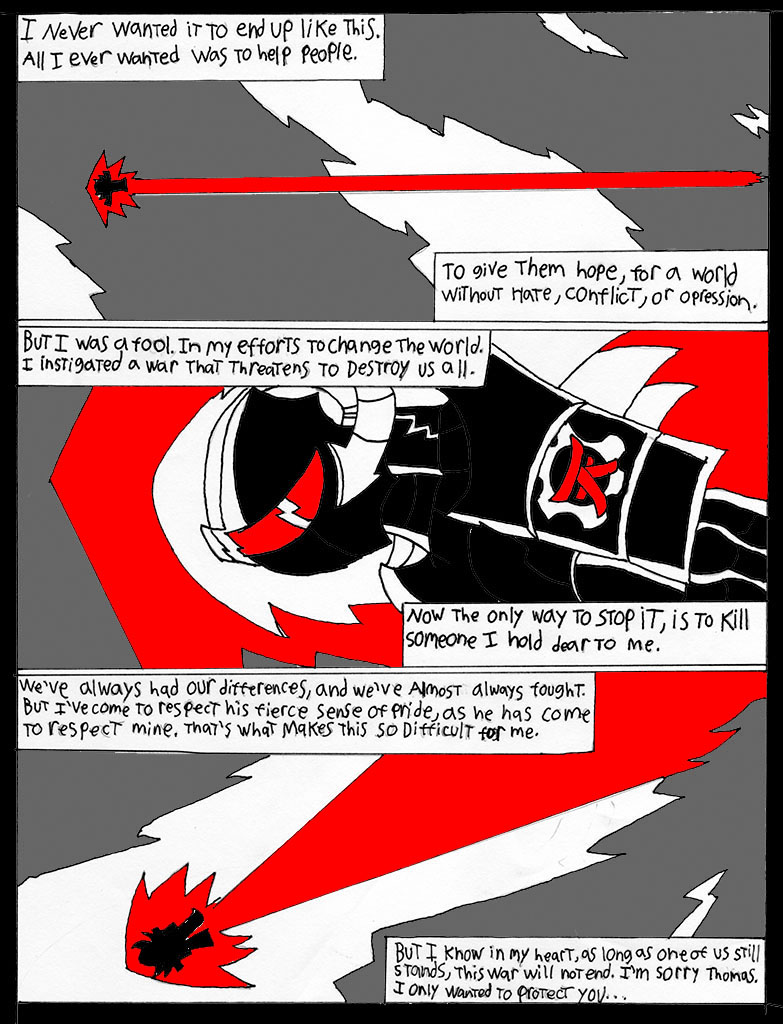 I never wanted it to end up like this.
All I ever wanted was to help people.
To give them hope, for a world
without hate, conflict, or opression.
But I was a fool. In my efforts to change the world.
I instigated a war that threatens to destroy us all.
K
Now the only way to stop it, is to kill
someone I hold dear to me.
We've always had our differences, and we've almost always fought.
But I've come to respect his fierce sense of pride, as he has come
to respect mine. That's what makes this so difficult for me.
But I know in my heart, as long as one of us still
stands, this war will not end. I'm sorry Thomas.
I only wanted to protect you...